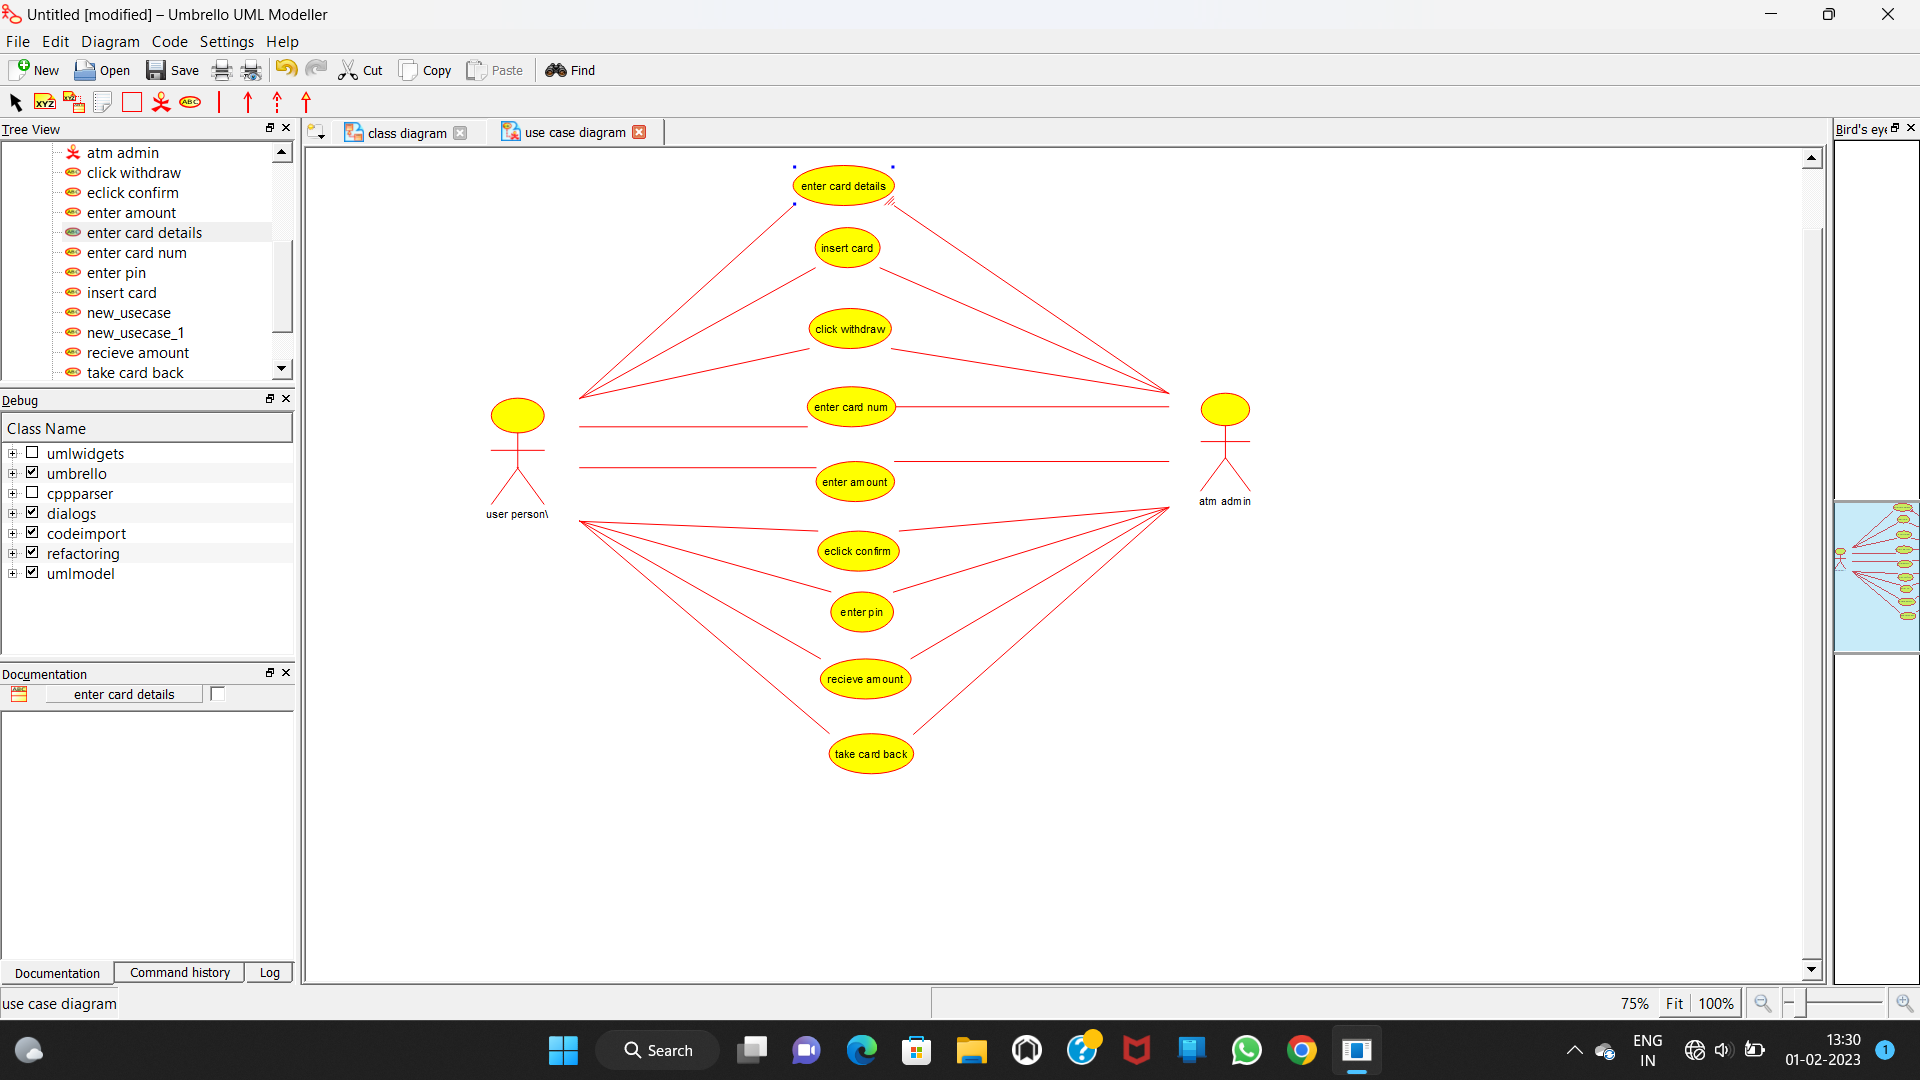 Untitled [modified] – Umbrello UML Modeller
File Edit Diagram Code Settings Help
New Open Save Cut Copy Paste Find
XYZ XYZ ABC
Tree View
atm admin
click withdraw
eclick confirm
enter amount
enter card details
enter card num
enter pin
insert card
new_usecase
new_usecase_1
recieve amount
take card back
Debug
Class Name
umlwidgets
umbrello
cppparser
dialogs
codeimport
refactoring
umlmodel
Documentation
enter card details
Documentation Command history Log
class diagram
use case diagram
enter card details
insert card
click withdraw
enter card num
enter amount
eclick confirm
enter pin
recieve amount
take card back
user person\
atm admin
Bird's eye
use case diagram
75% Fit 100%
Search
ENG
IN
13:30
01-02-2023
1